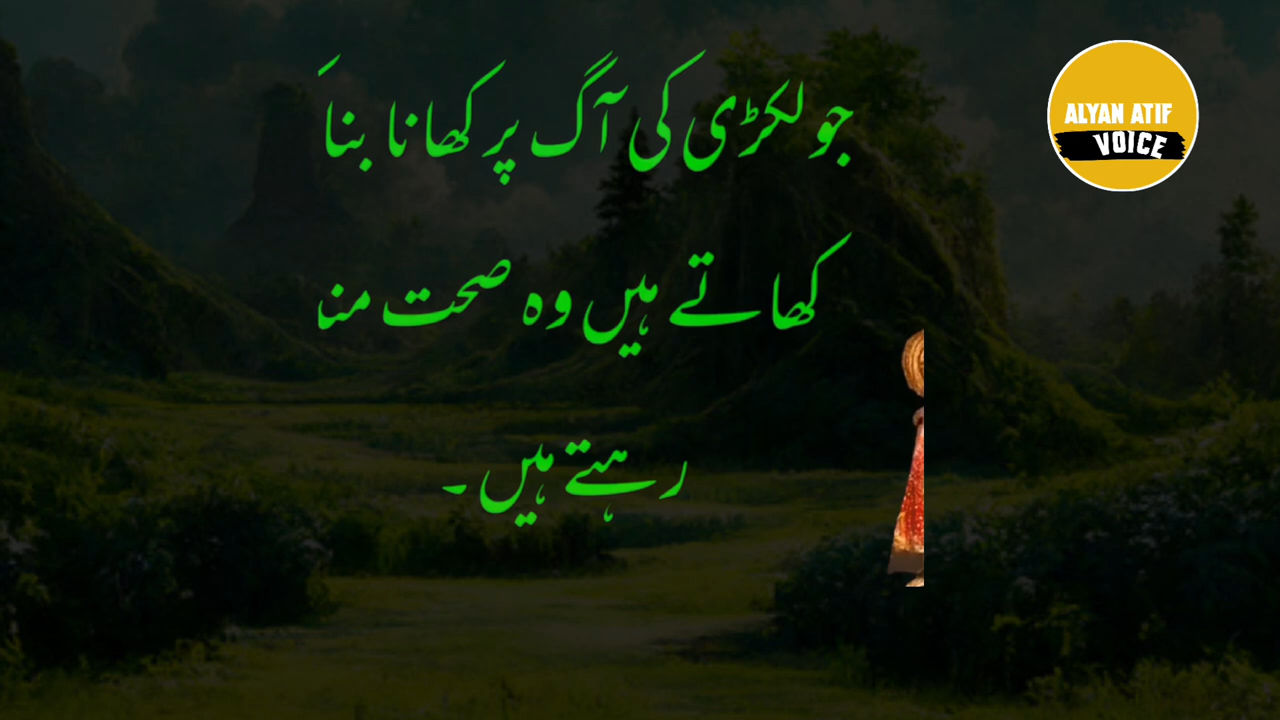 جو لکڑی کی آگ پر کھانا بناَ
کھاتے ہیں وہ صحت منا
رہتے ہیں ۔
ALYAN ATIF
VOICE